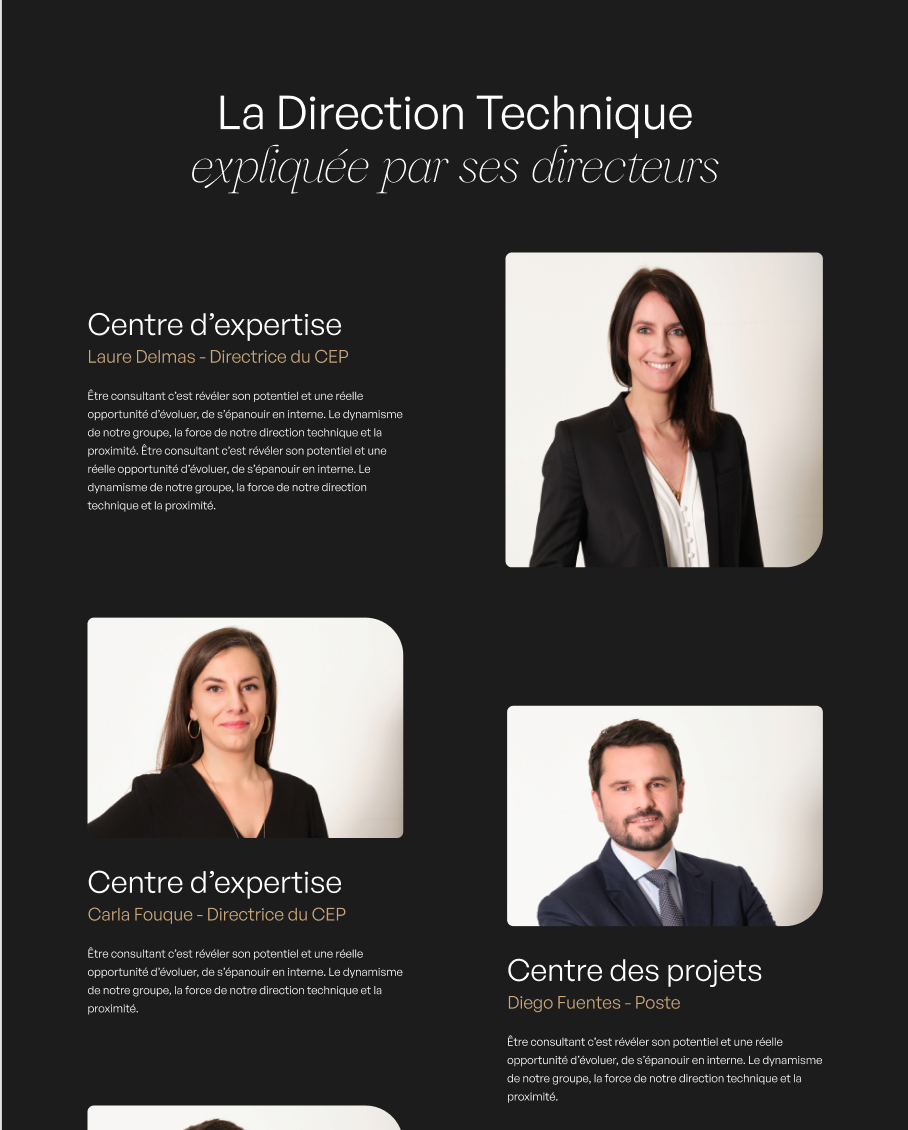 La Direction Technique
expliquée par ses directeurs
Centre d’expertise
Laure Delmas - Directrice du CEP
Être consultant c’est révéler son potentiel et une réelle
opportunité d’évoluer, de s’épanouir en interne. Le dynamisme
de notre groupe, la force de notre direction technique et la
proximité. Être consultant c’est révéler son potentiel et une
réelle opportunité d’évoluer, de s’épanouir en interne. Le
dynamisme de notre groupe, la force de notre direction
technique et la proximité.
Centre d’expertise
Carla Fouque - Directrice du CEP
Être consultant c’est révéler son potentiel et une réelle
opportunité d’évoluer, de s’épanouir en interne. Le dynamisme
de notre groupe, la force de notre direction technique et la
proximité.
Centre des projets
Diego Fuentes - Poste
Être consultant c’est révéler son potentiel et une réelle
opportunité d’évoluer, de s’épanouir en interne. Le dynamisme
de notre groupe, la force de notre direction technique et la
proximité.